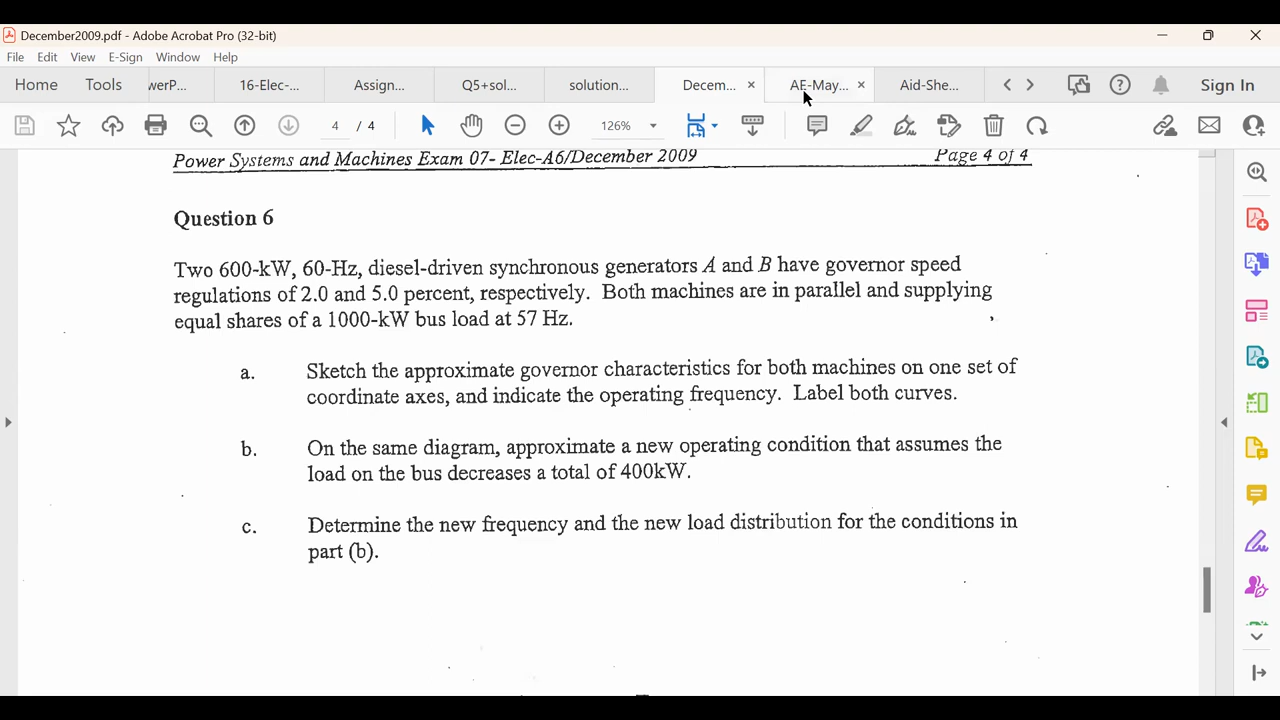 December2009.pdf - Adobe Acrobat Pro (32-bit)
File Edit View E-Sign Window Help
Home Tools werP... 16-Elec-... Assign... Q5+sol... solution... Decem... AE-May... Aid-She... Sign In
4 / 4 126%
Power Systems and Machines Exam 07- Elec-A6/December 2009 Page 4 of 4
Question 6
Two 600-kW, 60-Hz, diesel-driven synchronous generators A and B have governor speed
regulations of 2.0 and 5.0 percent, respectively. Both machines are in parallel and supplying
equal shares of a 1000-kW bus load at 57 Hz.
a. Sketch the approximate governor characteristics for both machines on one set of
coordinate axes, and indicate the operating frequency. Label both curves.
b. On the same diagram, approximate a new operating condition that assumes the
load on the bus decreases a total of 400kW.
c. Determine the new frequency and the new load distribution for the conditions in
part (b).